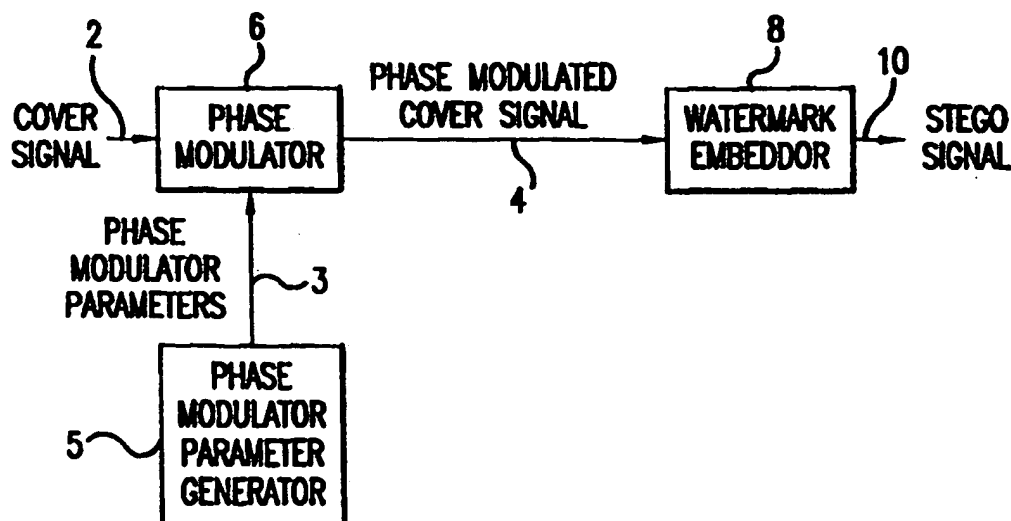 2
COVER
SIGNAL
6
PHASE
MODULATOR
PHASE MODULATED
COVER SIGNAL
4
8
WATERMARK
EMBEDDOR
10
STEGO
SIGNAL
PHASE
MODULATOR
PARAMETERS
3
5
PHASE
MODULATOR
PARAMETER
GENERATOR